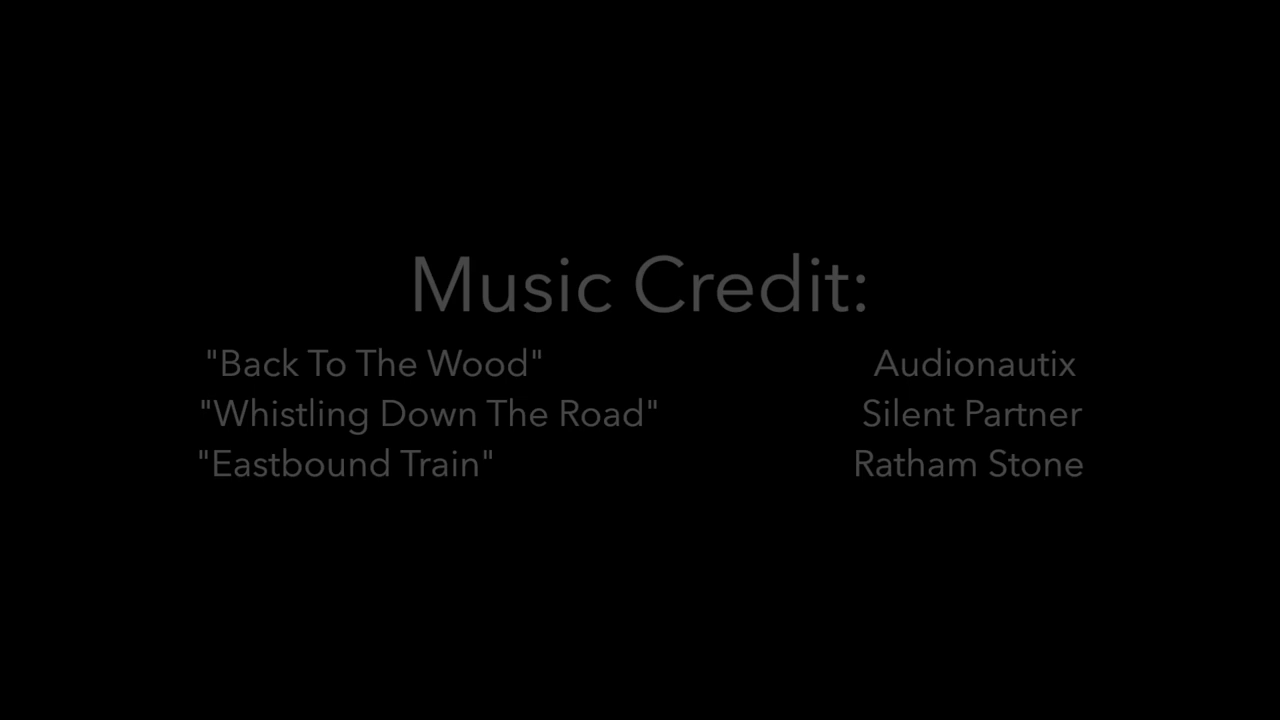 Music Credit:
"Back To The Wood" Audionautix
"Whistling Down The Road" Silent Partner
"Eastbound Train" Ratham Stone